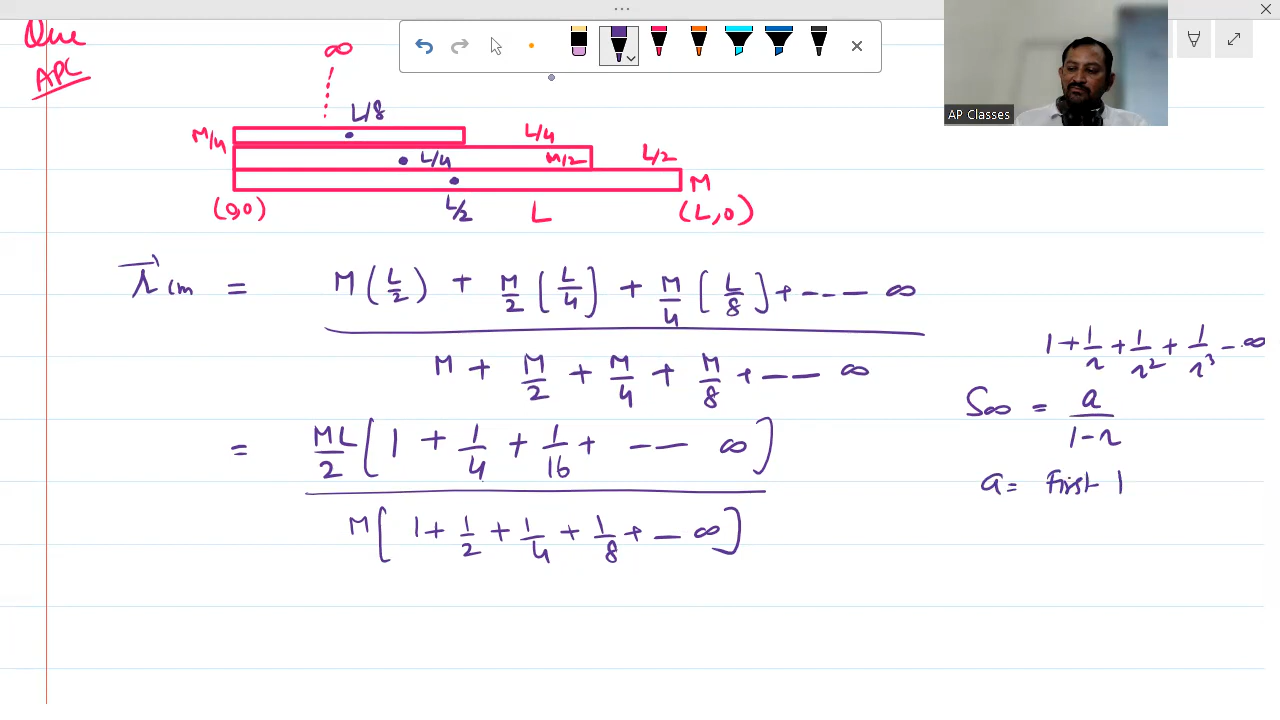 Que
APC
∞
L/8
M/4
L/4
L/4
M/2
L/2
M
(0,0)
L/2
L
(L,0)
AP Classes
r⃗cm = M(L/2) + M/2 [L/4] + M/4 [L/8] + --- ∞
M + M/2 + M/4 + M/8 + --- ∞
1 + 1/r + 1/r² + 1/r³ -- ∞
S∞ = a / 1-r
a = First 1
= ML/2 [1 + 1/4 + 1/16 + --- ∞]
M[1 + 1/2 + 1/4 + 1/8 + - ∞]